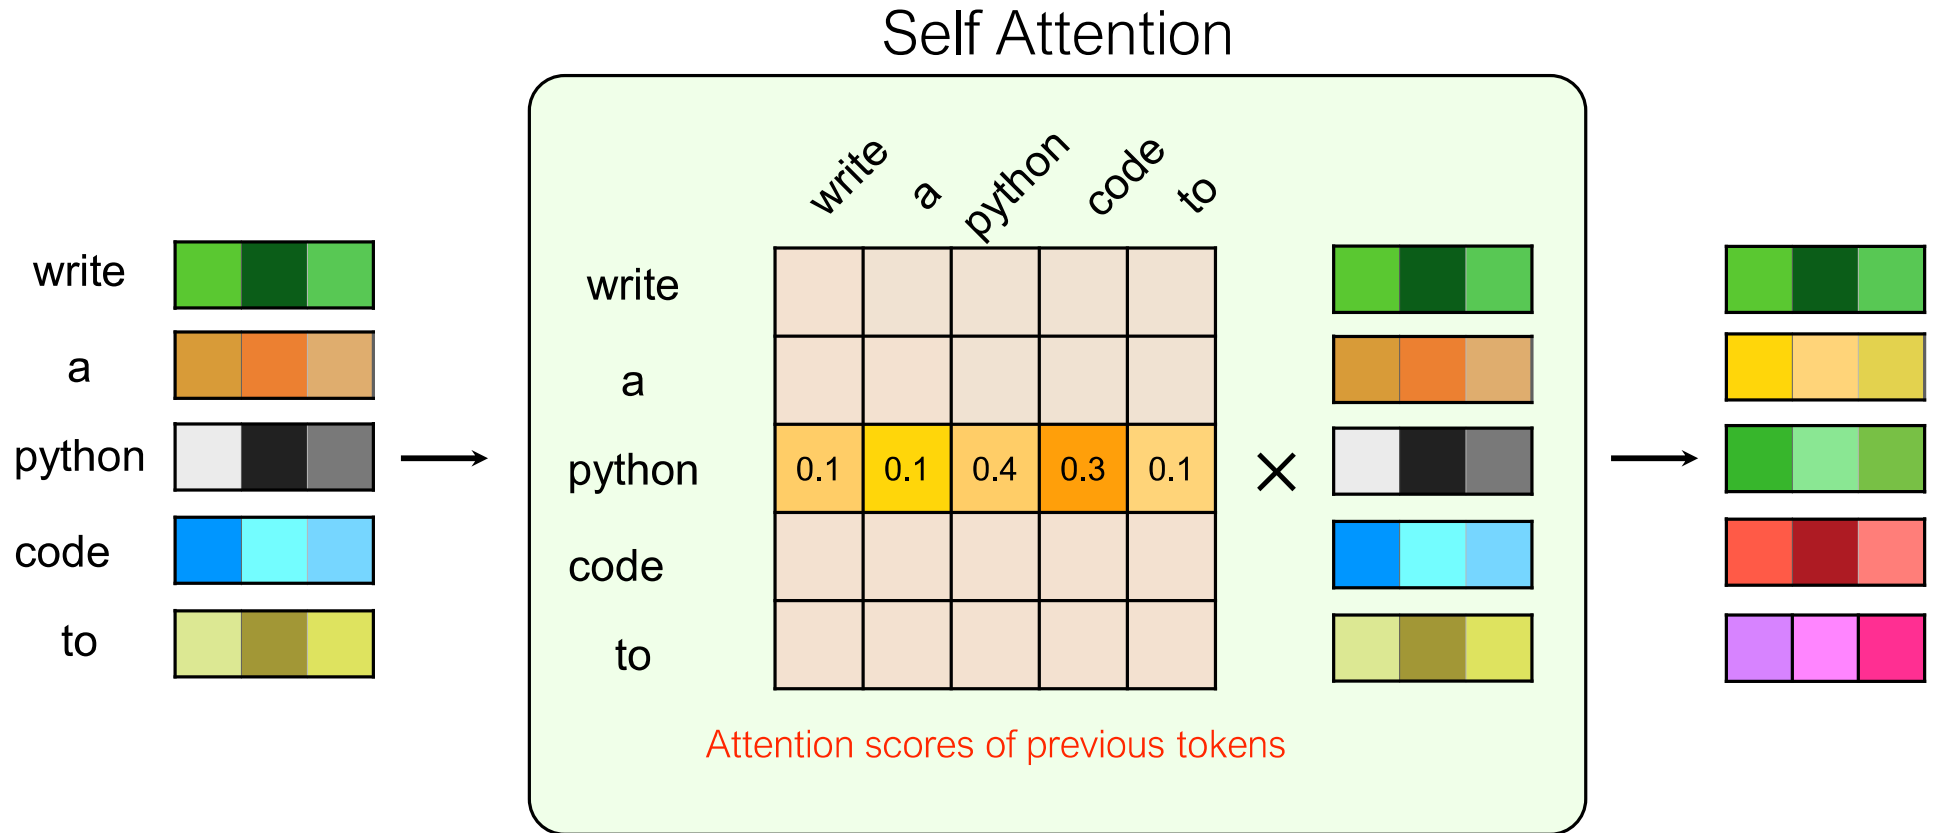 Self Attention
write
a
python
code
to
write
a
python
code
to
write
a
python
code
to
0.1 0.1 0.4 0.3 0.1
×
Attention scores of previous tokens